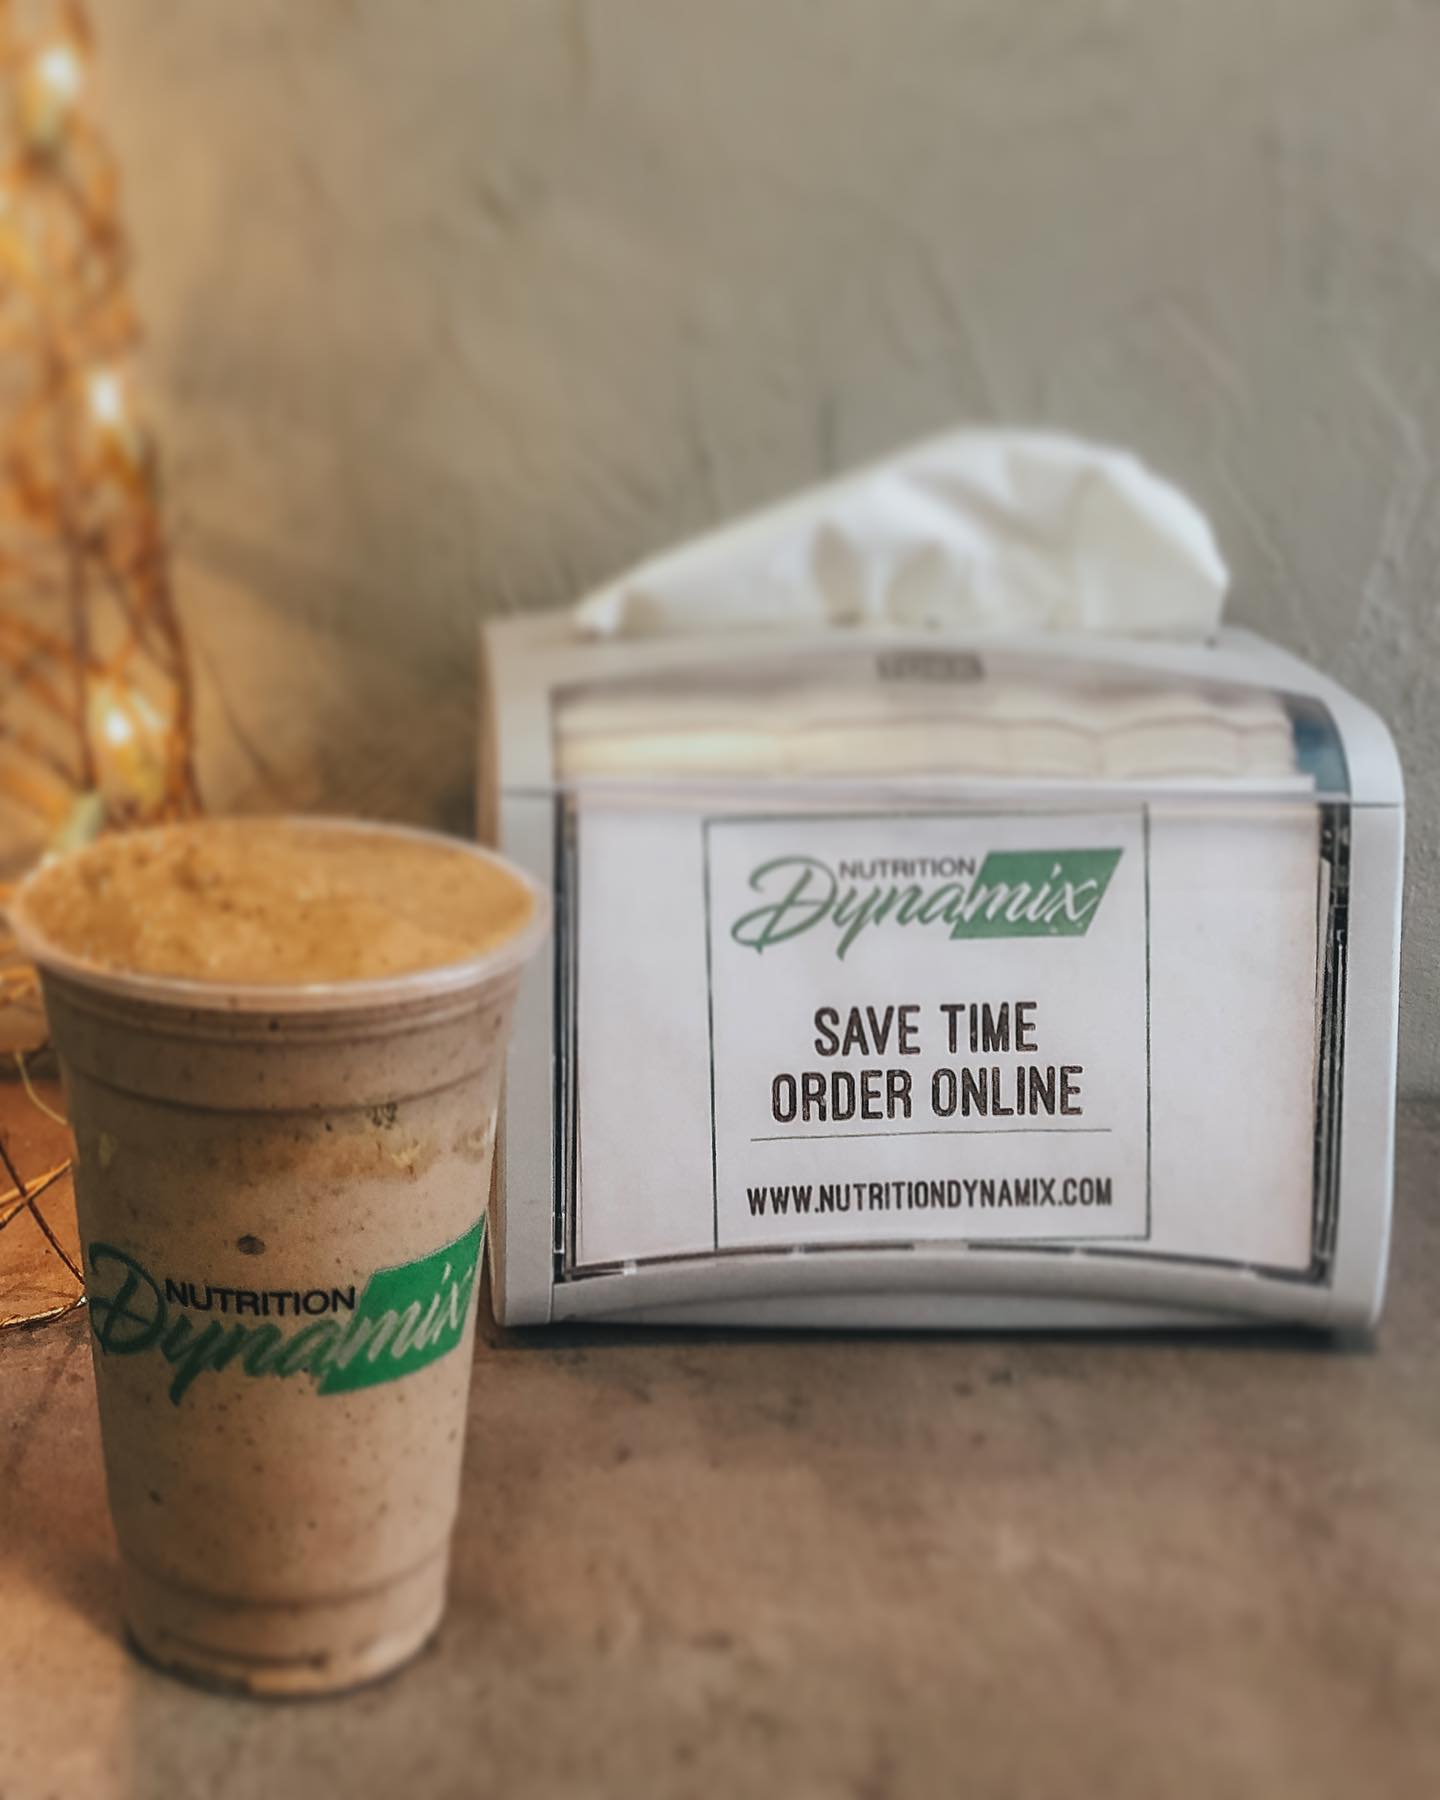 NUTRITION
Dynamix
SAVE TIME
ORDER ONLINE
WWW.NUTRITIONDYNAMIX.COM
NUTRITION
Dynamix